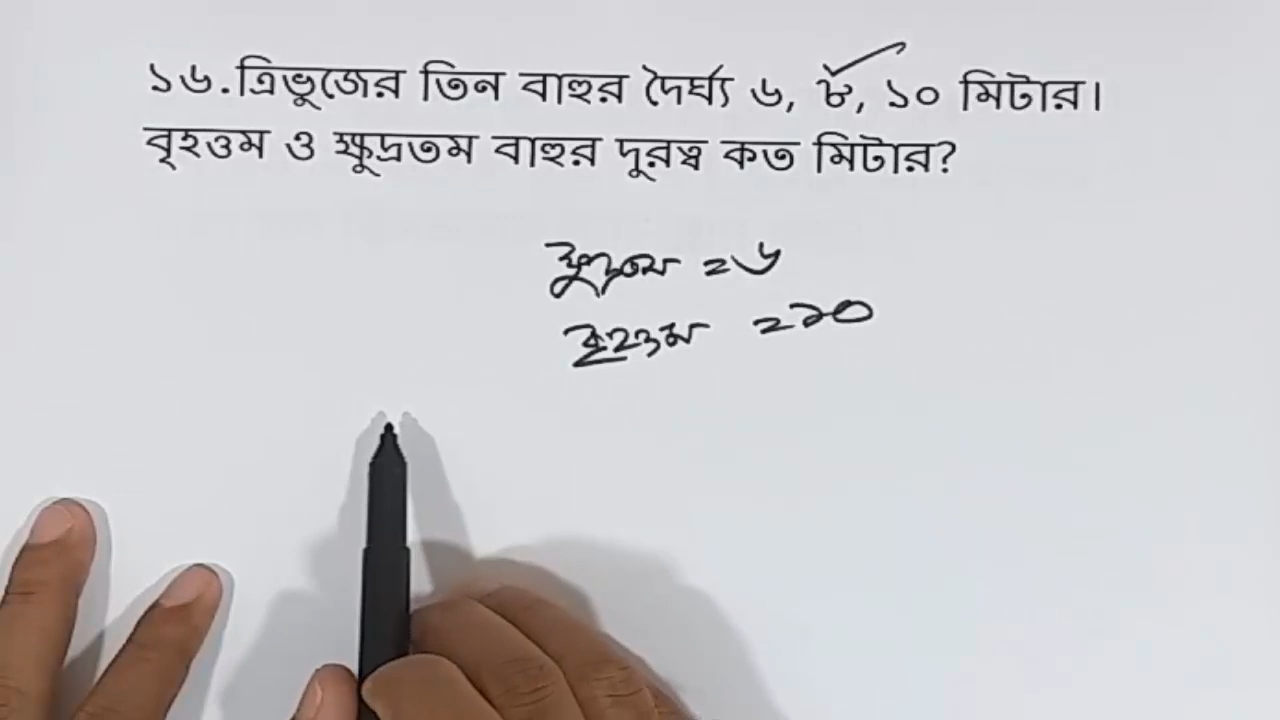 ১৬.ত্রিভুজের তিন বাহুর দৈর্ঘ্য ৬, ৮, ১০ মিটার।
বৃহত্তম ও ক্ষুদ্রতম বাহুর দুরত্ব কত মিটার?
ক্ষুদ্রতম = ৬
বৃহত্তম = ১০